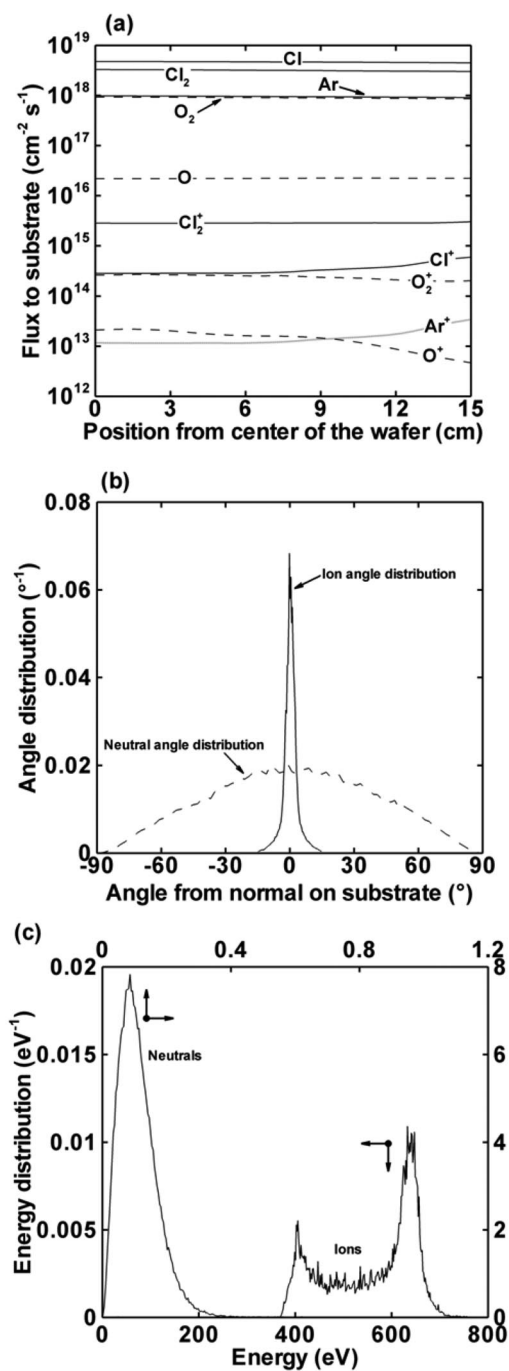 (a)
10^19
10^18
10^17
10^16
10^15
10^14
10^13
10^12
Flux to substrate (cm^-2 s^-1)
Cl
Cl_2
Ar
O_2
O
Cl_2^+
Cl^+
O_2^+
Ar^+
O^+
0 3 6 9 12 15
Position from center of the wafer (cm)
(b)
0.08
0.06
0.04
0.02
0
Angle distribution (°^-1)
Ion angle distribution
Neutral angle distribution
-90 -60 -30 0 30 60 90
Angle from normal on substrate (°)
(c)
0 0.4 0.8 1.2
0.02
0.015
0.01
0.005
0
Energy distribution (eV^-1)
8
6
4
2
0
Neutrals
Ions
0 200 400 600 800
Energy (eV)